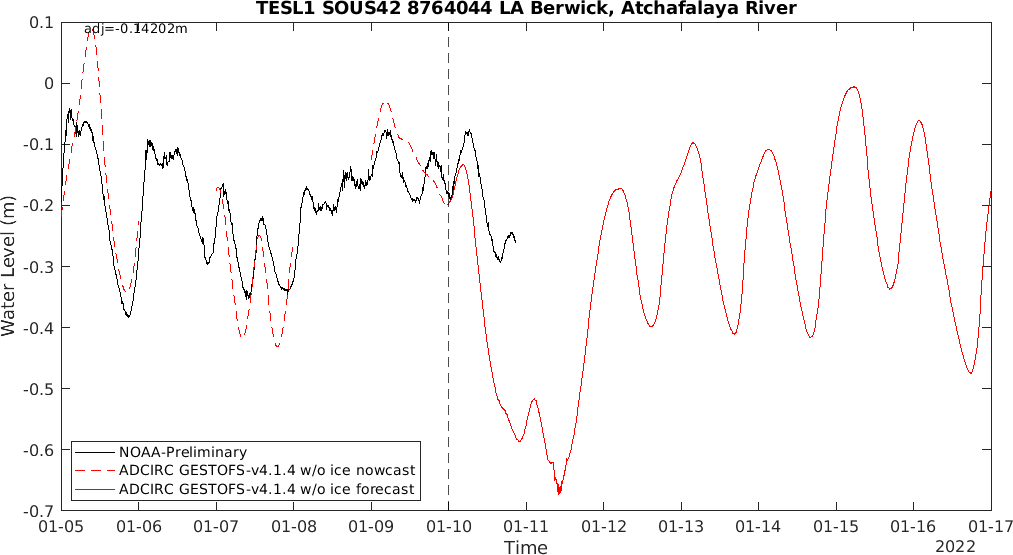 TESL1 SOUS42 8764044 LA Berwick, Atchafalaya River
adj=-0.14202m
0.1
0
-0.1
-0.2
-0.3
-0.4
-0.5
-0.6
-0.7
Water Level (m)
NOAA-Preliminary
ADCIRC GESTOFS-v4.1.4 w/o ice nowcast
ADCIRC GESTOFS-v4.1.4 w/o ice forecast
01-05 01-06 01-07 01-08 01-09 01-10 01-11 01-12 01-13 01-14 01-15 01-16 01-17
Time
2022